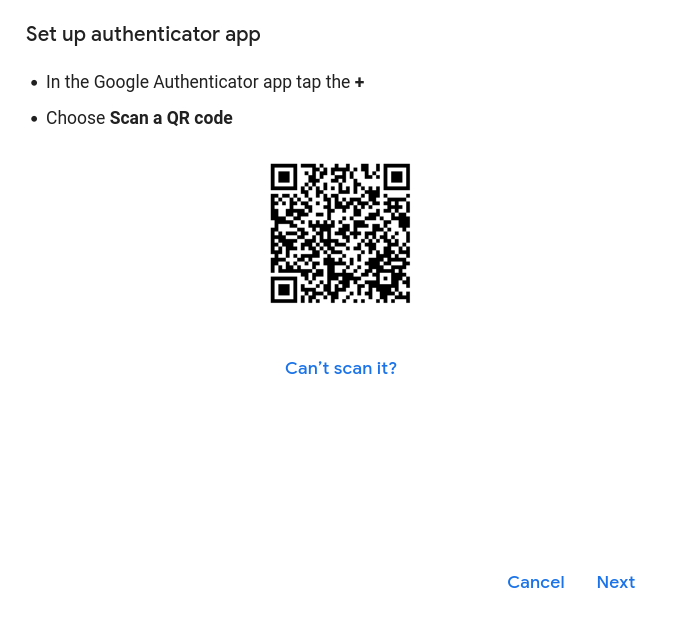 Set up authenticator app
• In the Google Authenticator app tap the +
• Choose Scan a QR code
Can't scan it?
Cancel Next